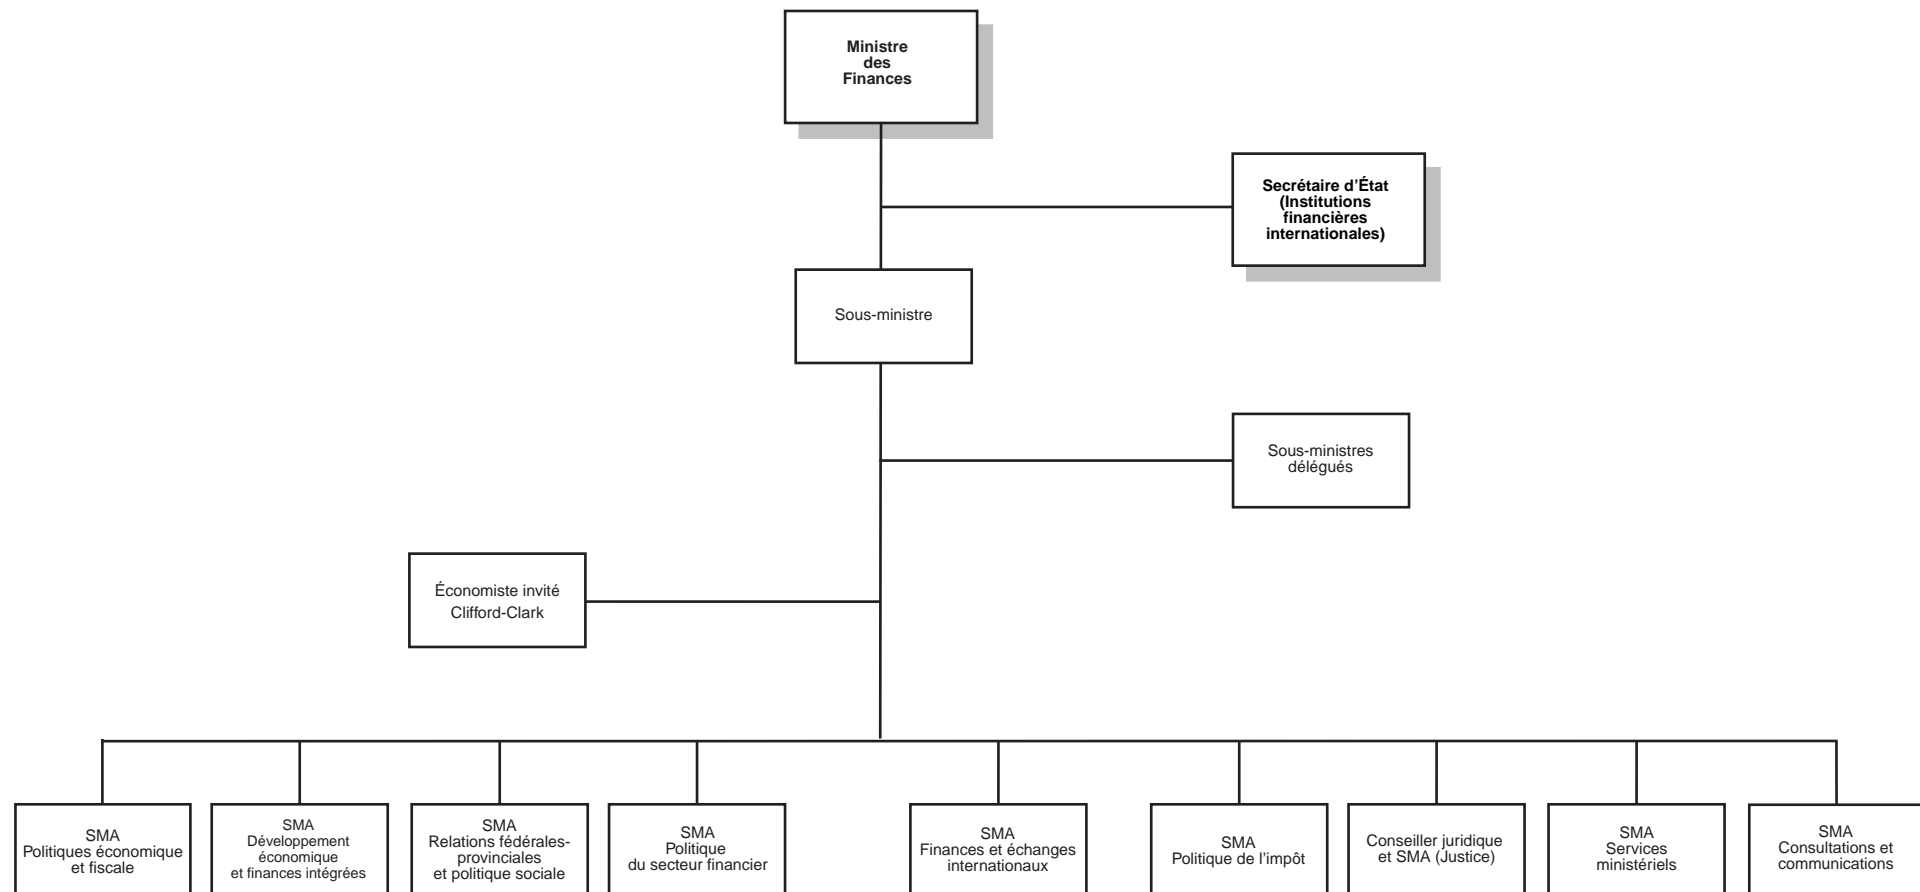 Ministre
des
Finances
Secrétaire d’État
(Institutions
financières
internationales)
Sous-ministre
Sous-ministres
délégués
Économiste invité
Clifford-Clark
SMA
Politiques économique
et fiscale
SMA
Développement
économique
et finances intégrées
SMA
Relations fédérales-
provinciales
et politique sociale
SMA
Politique
du secteur financier
SMA
Finances et échanges
internationaux
SMA
Politique de l’impôt
Conseiller juridique
et SMA (Justice)
SMA
Services
ministériels
SMA
Consultations et
communications